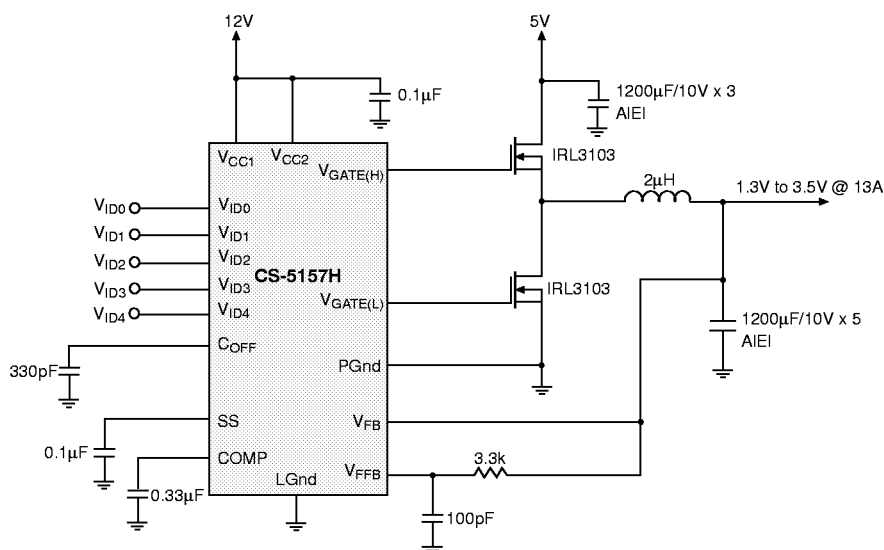 12V
5V
0.1μF
1200μF/10V x 3
AlEl
VCC1
VCC2
VGATE(H)
IRL3103
2μH
1.3V to 3.5V @ 13A
VID0
VID0
VID1
VID1
VID2
VID2
CS-5157H
VID3
VID3
VGATE(L)
IRL3103
VID4
VID4
1200μF/10V x 5
AlEl
COFF
330pF
PGnd
SS
VFB
0.1μF
COMP
3.3k
VFFB
LGnd
0.33μF
100pF